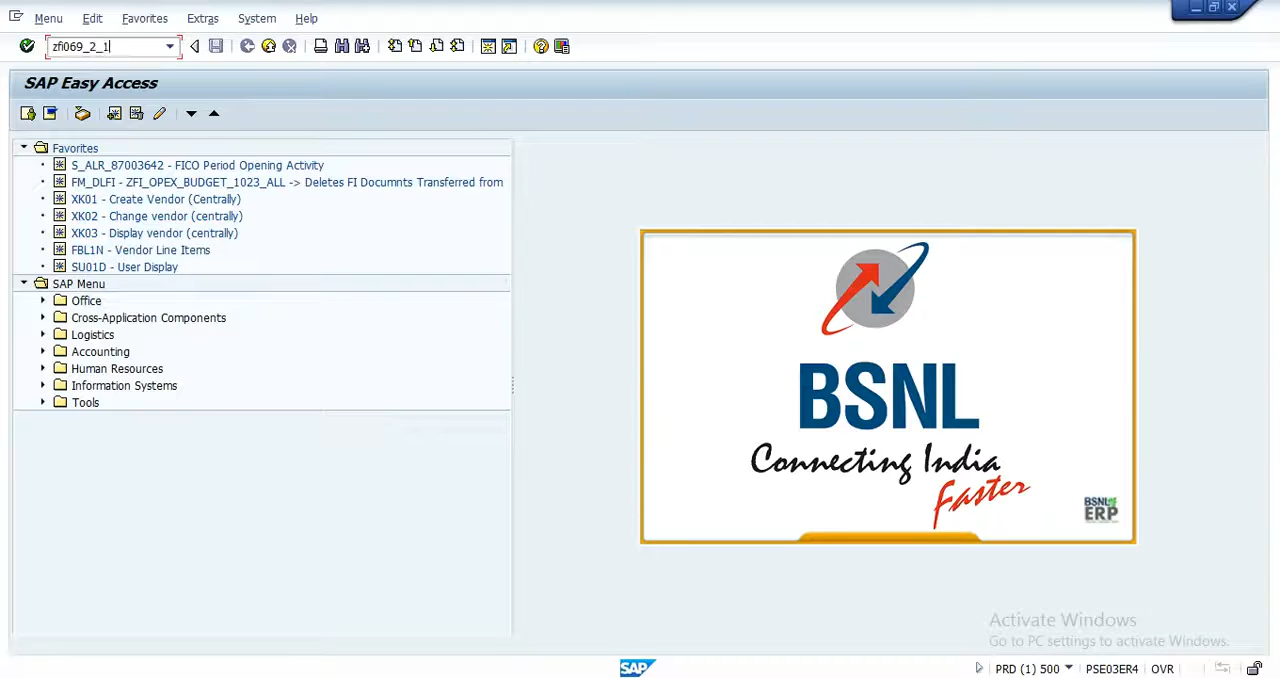 Menu Edit Favorites Extras System Help
zfi069_2_1
SAP Easy Access
Favorites
S_ALR_87003642 - FICO Period Opening Activity
FM_DLFI - ZFI_OPEX_BUDGET_1023_ALL -> Deletes FI Documnts Transferred from
XK01 - Create Vendor (Centrally)
XK02 - Change vendor (centrally)
XK03 - Display vendor (centrally)
FBL1N - Vendor Line Items
SU01D - User Display
SAP Menu
Office
Cross-Application Components
Logistics
Accounting
Human Resources
Information Systems
Tools
BSNL
Connecting India
faster
BSNL
ERP
Activate Windows
Go to PC settings to activate Windows.
SAP
PRD (1) 500 PSE03ER4 OVR